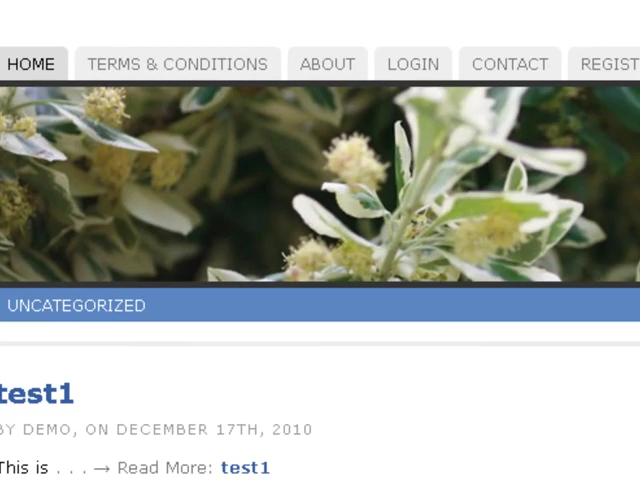 HOME TERMS & CONDITIONS ABOUT LOGIN CONTACT REGIST
UNCATEGORIZED
test1
BY DEMO, ON DECEMBER 17TH, 2010
This is . . . → Read More: test1